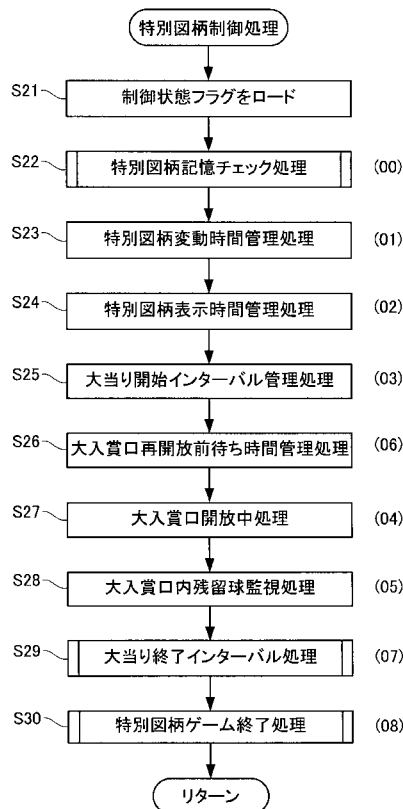 特別図柄制御処理
S21 制御状態フラグをロード
S22 特別図柄記憶チェック処理 (00)
S23 特別図柄変動時間管理処理 (01)
S24 特別図柄表示時間管理処理 (02)
S25 大当り開始インターバル管理処理 (03)
S26 大入賞口再開放前待ち時間管理処理 (06)
S27 大入賞口開放中処理 (04)
S28 大入賞口内残留球監視処理 (05)
S29 大当り終了インターバル処理 (07)
S30 特別図柄ゲーム終了処理 (08)
リターン